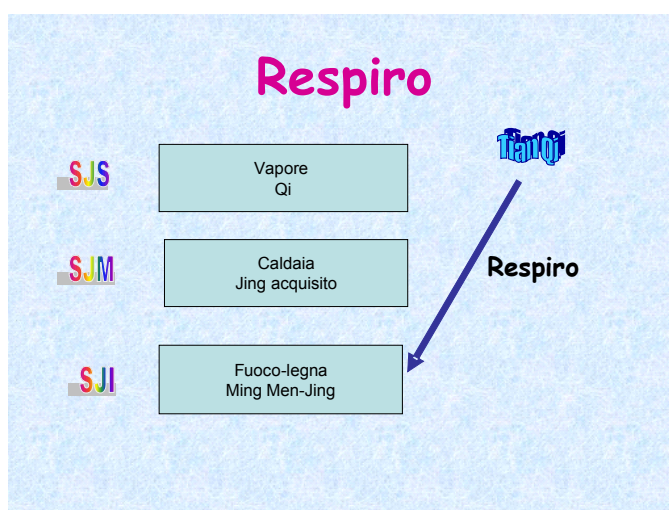 Respiro
Tian Qi
SJS
Vapore
Qi
SJM
Caldaia
Jing acquisito
Respiro
SJI
Fuoco-legna
Ming Men-Jing